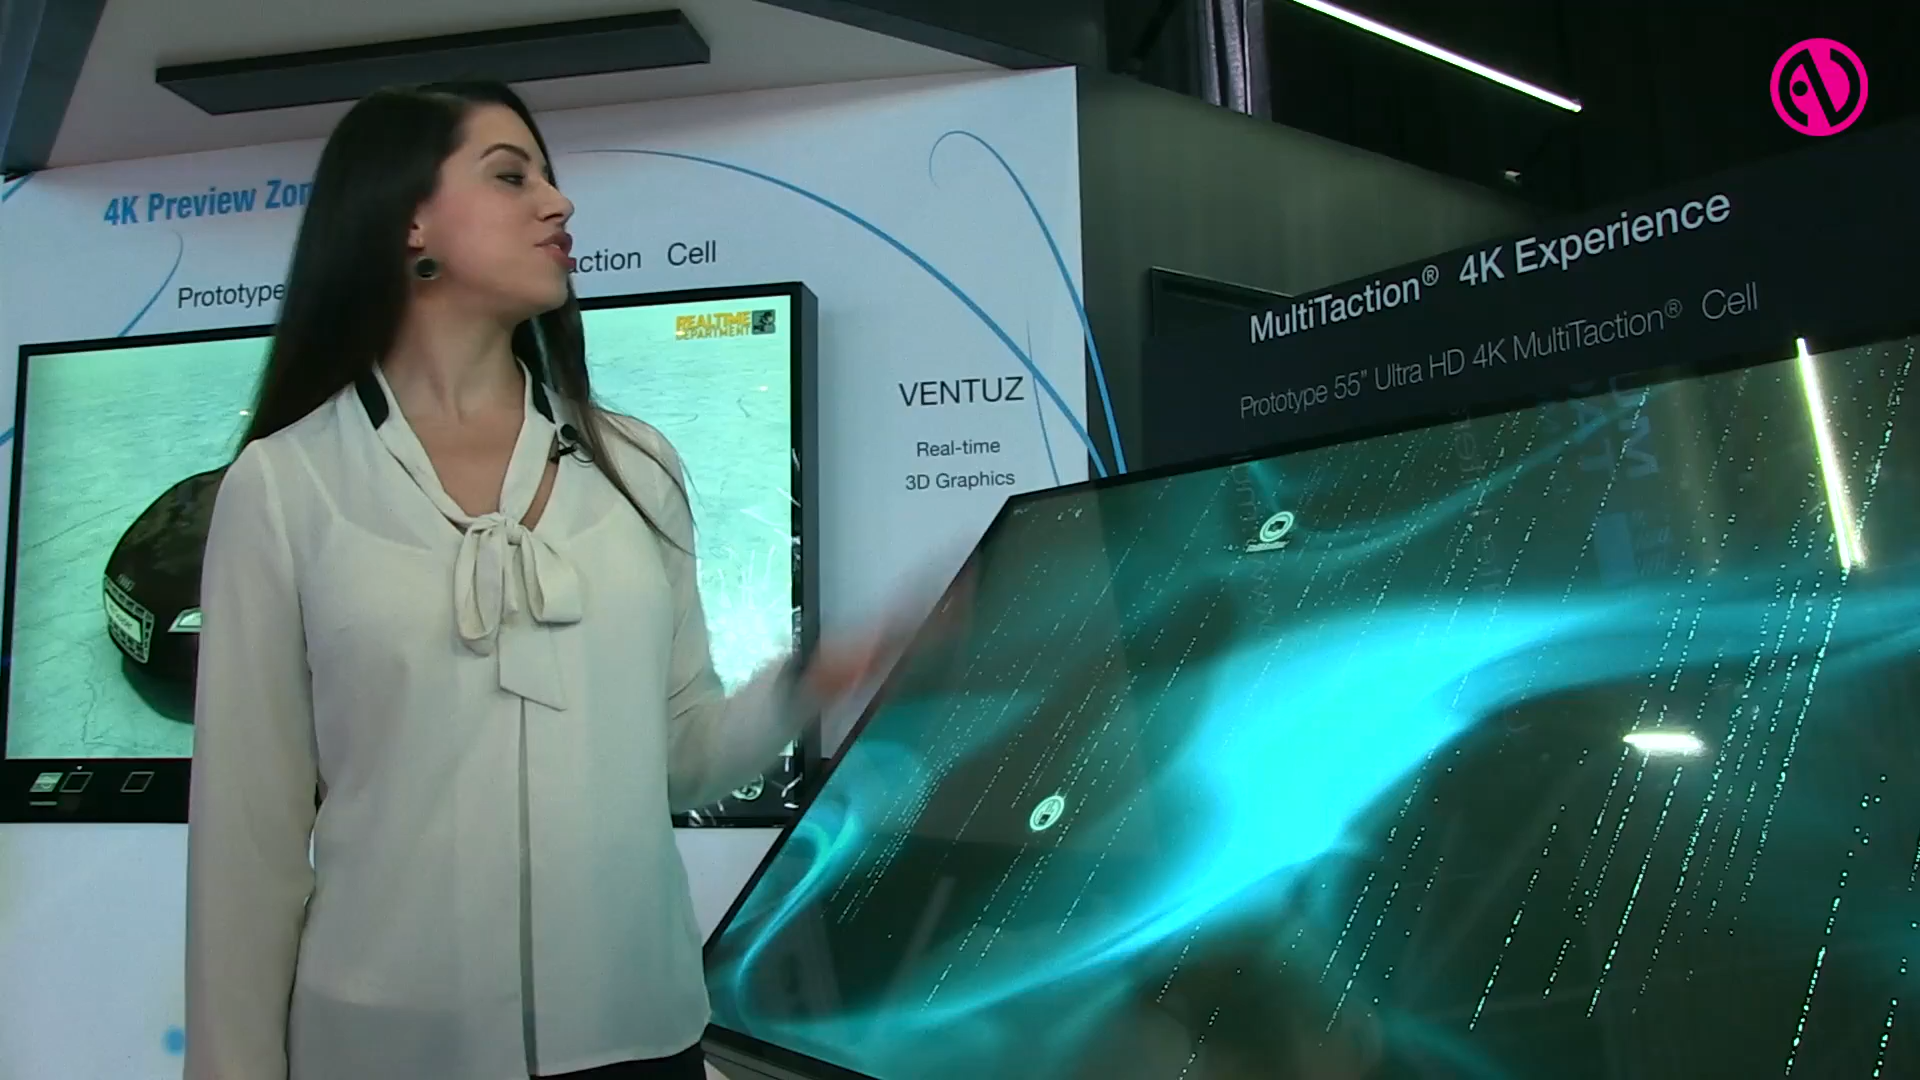 4K Preview Zon
Prototype
action Cell
REALTIME
DEPARTMENT
VENTUZ
Real-time
3D Graphics
MultiTaction® 4K Experience
Prototype 55" Ultra HD 4K MultiTaction® Cell